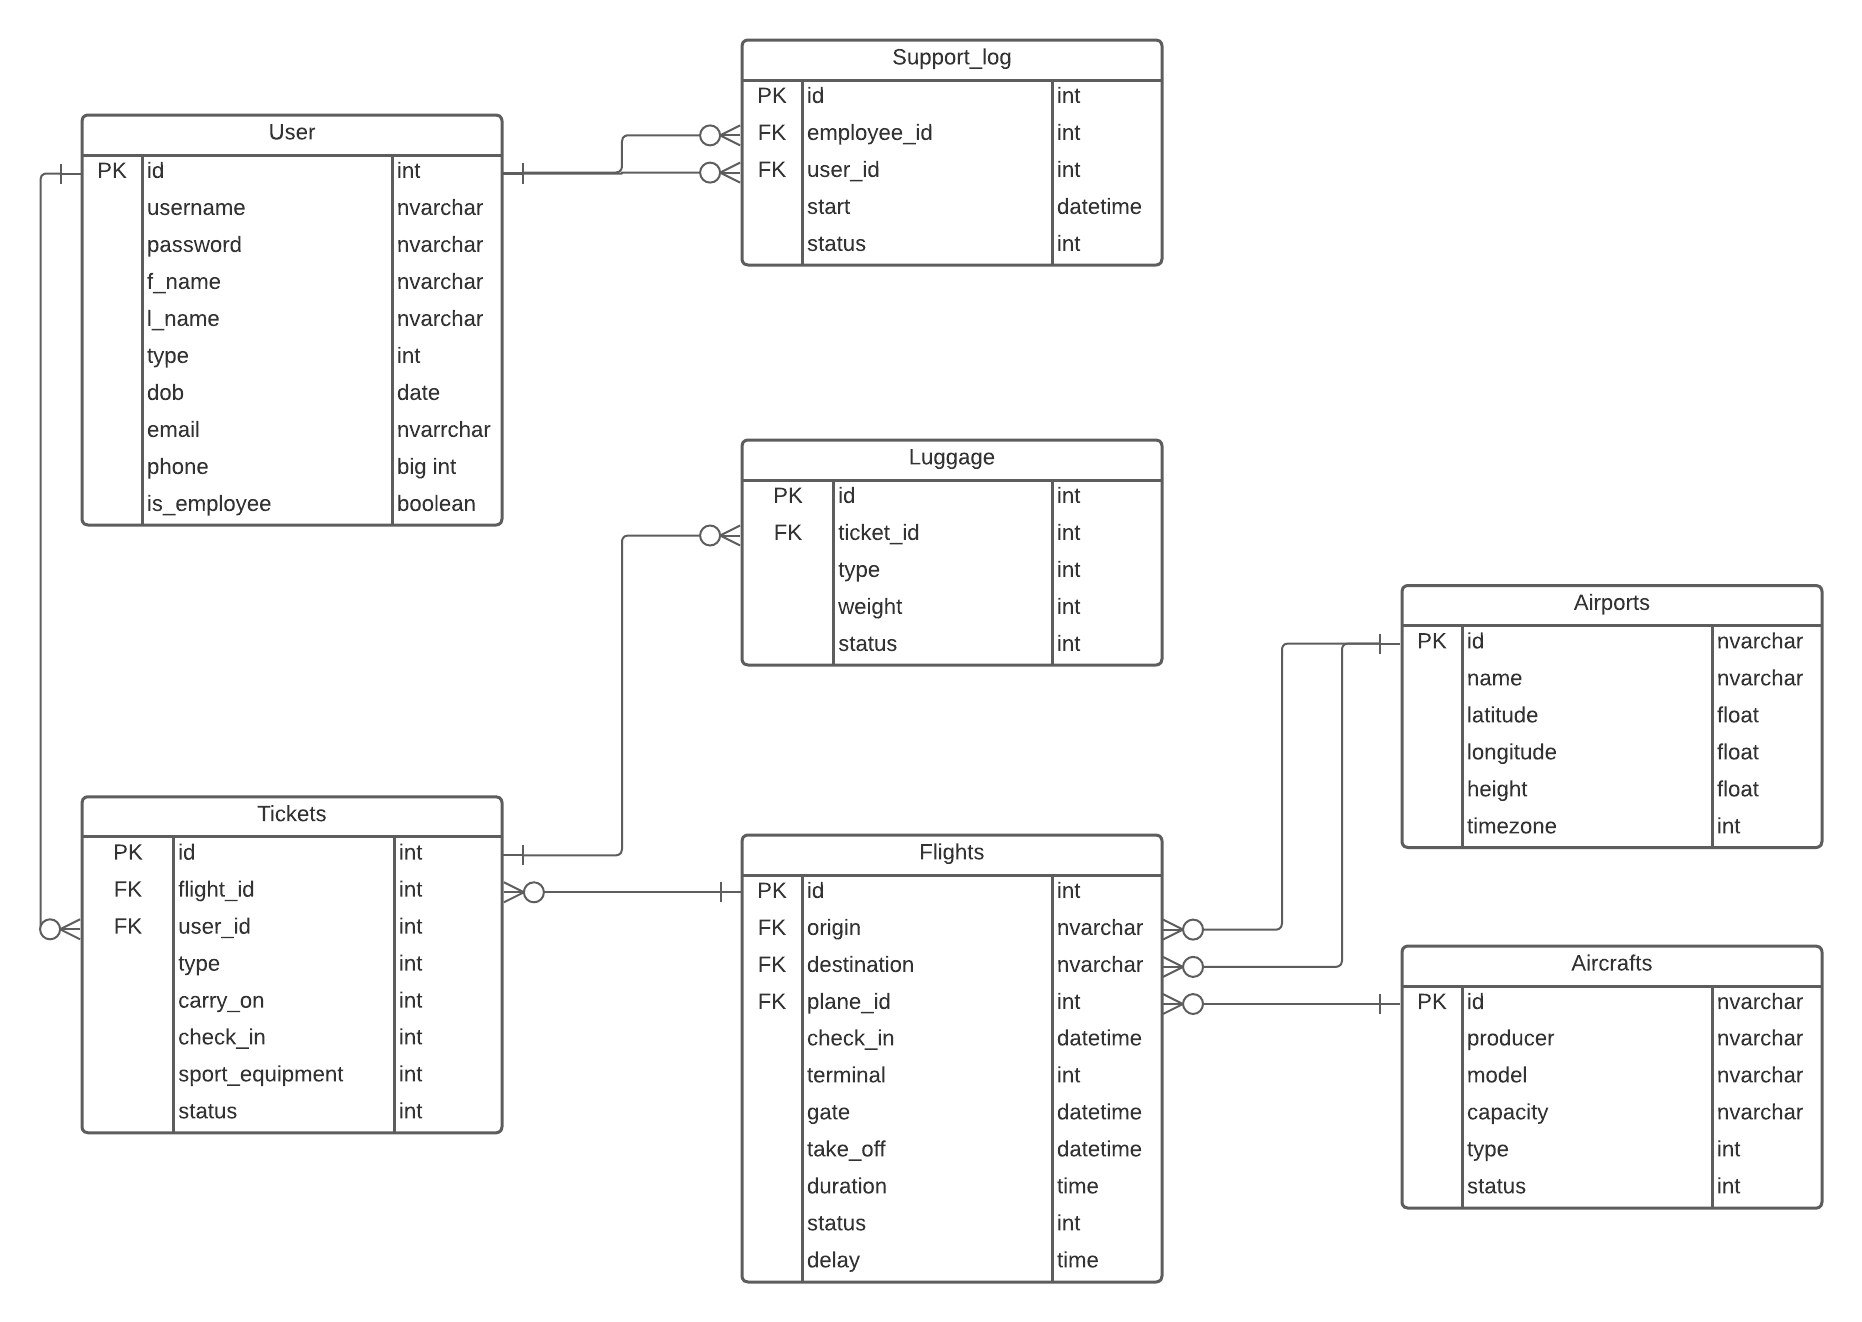 Support_log
PK id int
FK employee_id int
FK user_id int
start datetime
status int
User
PK id int
username nvarchar
password nvarchar
f_name nvarchar
l_name nvarchar
type int
dob date
email nvarrchar
phone big int
is_employee boolean
Luggage
PK id int
FK ticket_id int
type int
weight int
status int
Airports
PK id nvarchar
name nvarchar
latitude float
longitude float
height float
timezone int
Tickets
PK id int
FK flight_id int
FK user_id int
type int
carry_on int
check_in int
sport_equipment int
status int
Flights
PK id int
FK origin nvarchar
FK destination nvarchar
FK plane_id int
check_in datetime
terminal int
gate datetime
take_off datetime
duration time
status int
delay time
Aircrafts
PK id nvarchar
producer nvarchar
model nvarchar
capacity nvarchar
type int
status int